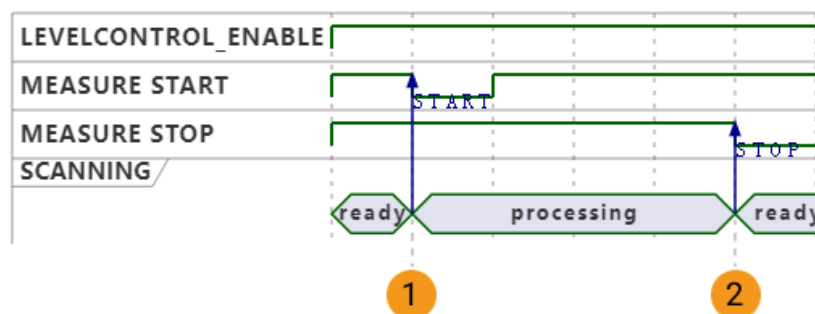 LEVELCONTROL_ENABLE
MEASURE START
START
MEASURE STOP
STOP
SCANNING
ready processing ready
1 2